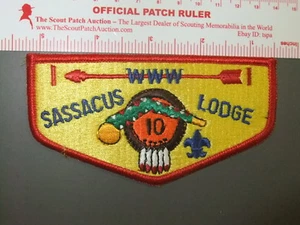 OFFICIAL PATCH RULER
The Scout Patch Auction - The Largest Dealer of Scouting Memorabilia in the World
www.TheScoutPatchAuction.com
Ebay ID: tspa
WWW
SASSACUS LODGE
10